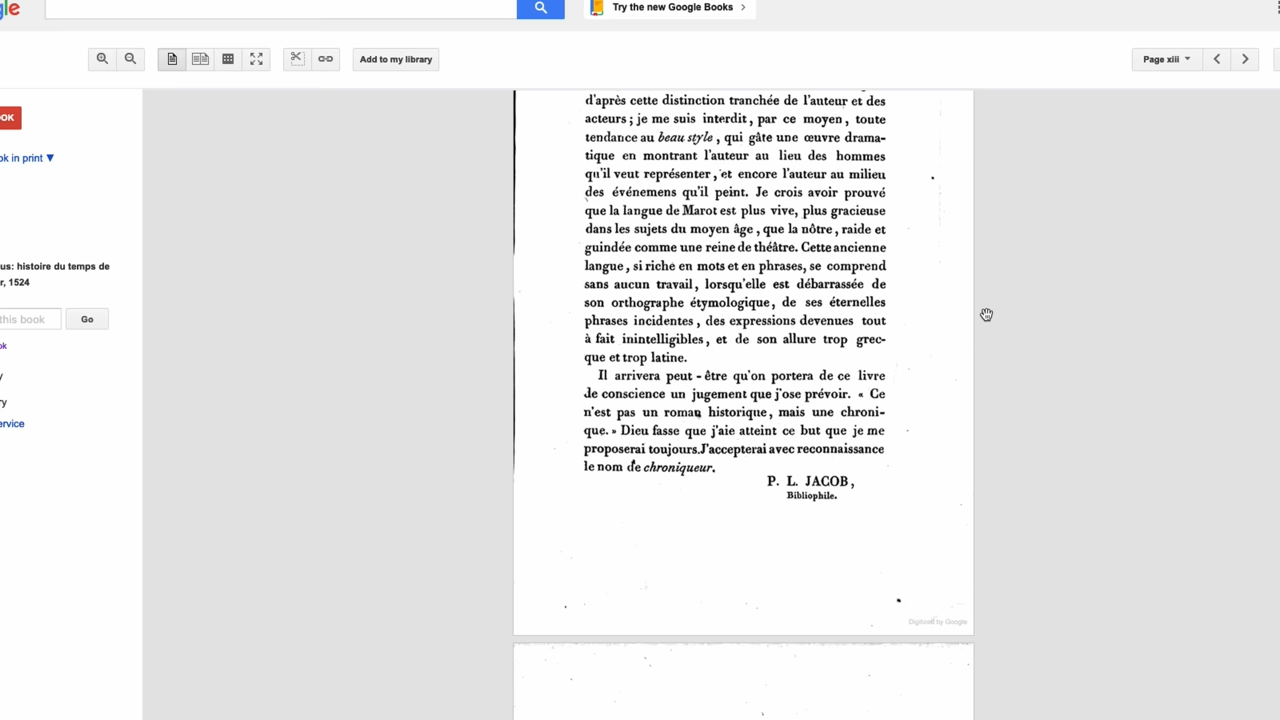 le
Try the new Google Books
Add to my library
Page xiii
OK
ok in print ▼
us: histoire du temps de
r, 1524
this book
Go
ok
y
ry
ervice
d'après cette distinction tranchée de l'auteur et des
acteurs ; je me suis interdit, par ce moyen, toute
tendance au beau style, qui gâte une œuvre drama-
tique en montrant l'auteur au lieu des hommes
qu'il veut représenter, et encore l'auteur au milieu
des événemens qu'il peint. Je crois avoir prouvé
que la langue de Marot est plus vive, plus gracieuse
dans les sujets du moyen âge, que la nôtre, raide et
guindée comme une reine de théâtre. Cette ancienne
langue, si riche en mots et en phrases, se comprend
sans aucun travail, lorsqu'elle est débarrassée de
son orthographe étymologique, de ses éternelles
phrases incidentes, des expressions devenues tout
à fait inintelligibles, et de son allure trop grec-
que et trop latine.
Il arrivera peut-être qu'on portera de ce livre
de conscience un jugement que j'ose prévoir. « Ce
n'est pas un roman historique, mais une chroni-
que. » Dieu fasse que j'aie atteint ce but que je me
proposerai toujours. J'accepterai avec reconnaissance
le nom de chroniqueur.
P. L. JACOB,
Bibliophile.
Digitized by Google